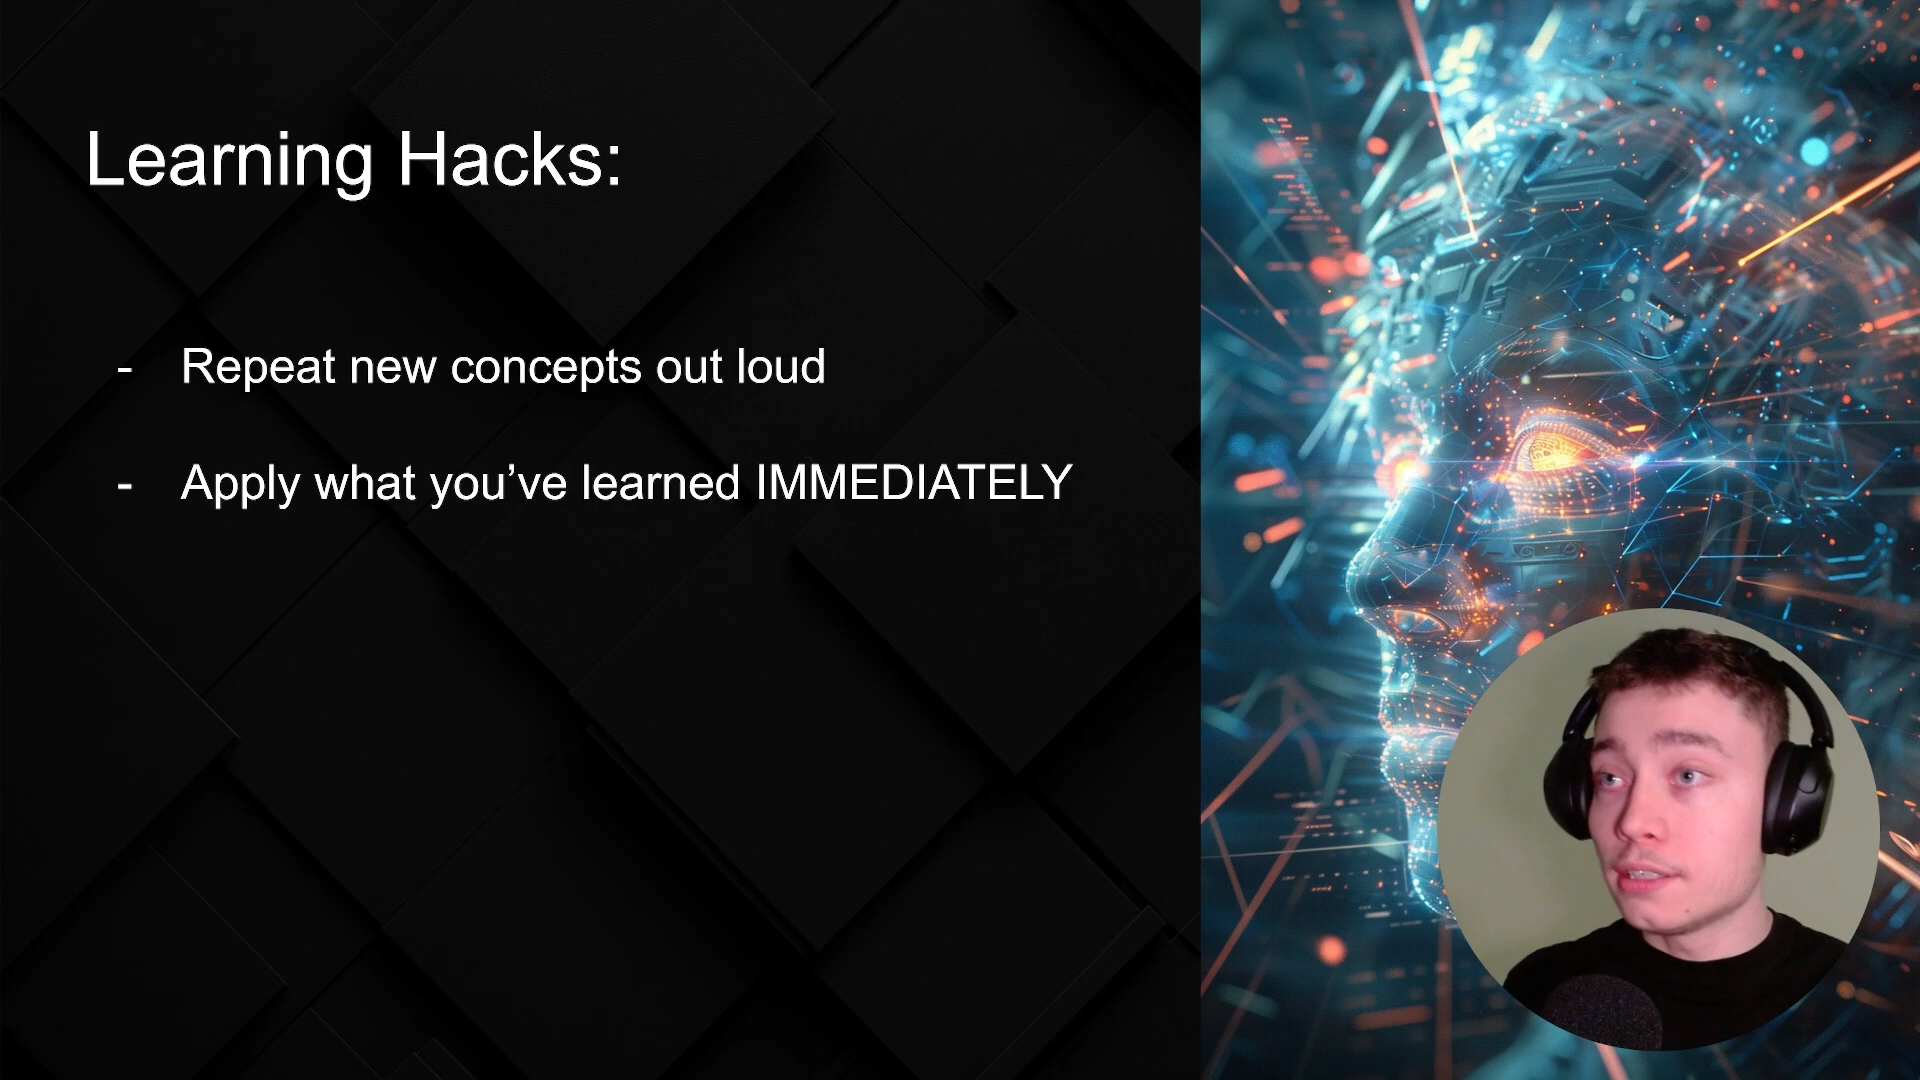 Learning Hacks:
- Repeat new concepts out loud
- Apply what you’ve learned IMMEDIATELY